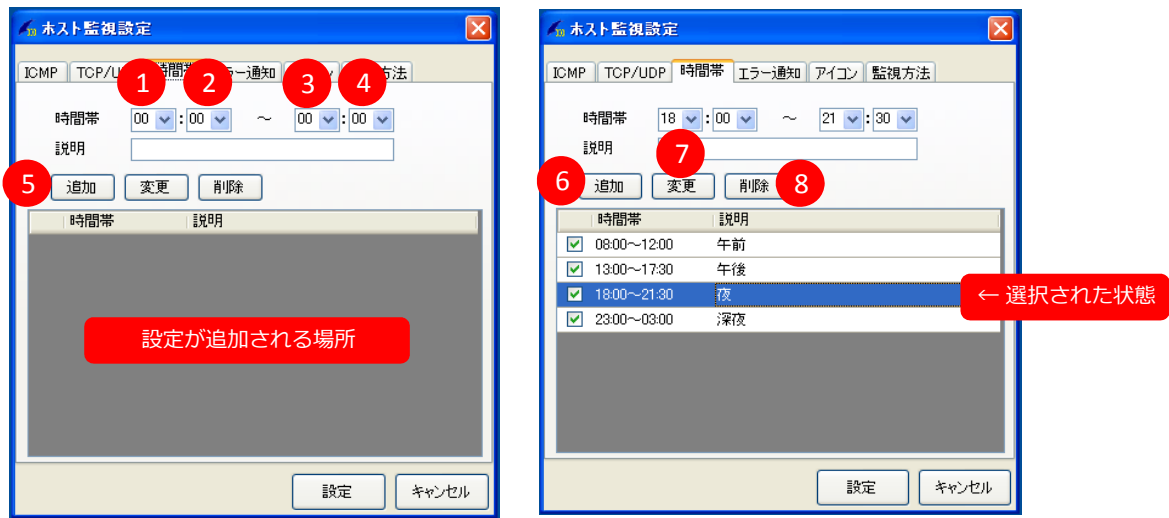 ホスト監視設定
ICMP TCP/U 時間 ラー通知 方法
1 2 3 4
時間帯 00 : 00 ～ 00 : 00
説明
5 追加 変更 削除
時間帯 説明
設定が追加される場所
設定 キャンセル
ホスト監視設定
ICMP TCP/UDP 時間帯 エラー通知 アイコン 監視方法
時間帯 18 : 00 ～ 21 : 30
説明
7
6 追加 変更 削除 8
時間帯 説明
08:00～12:00 午前
13:00～17:30 午後
18:00～21:30 夜
← 選択された状態
23:00～03:00 深夜
設定 キャンセル